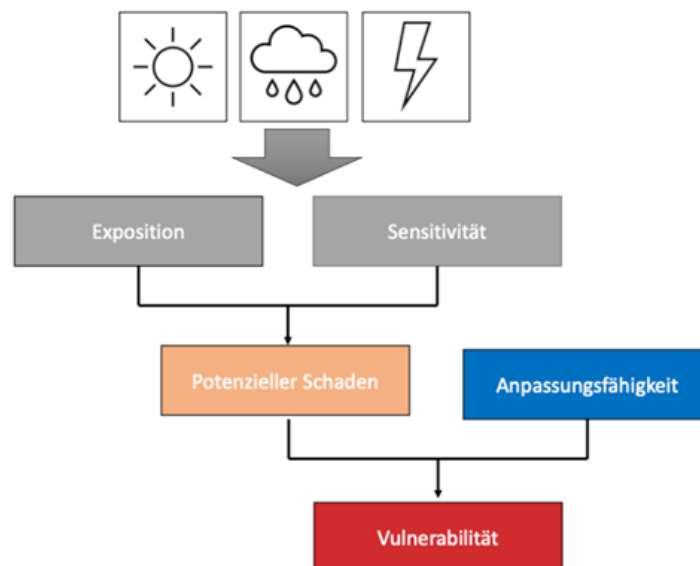 Exposition
Sensitivität
Potenzieller Schaden
Anpassungsfähigkeit
Vulnerabilität